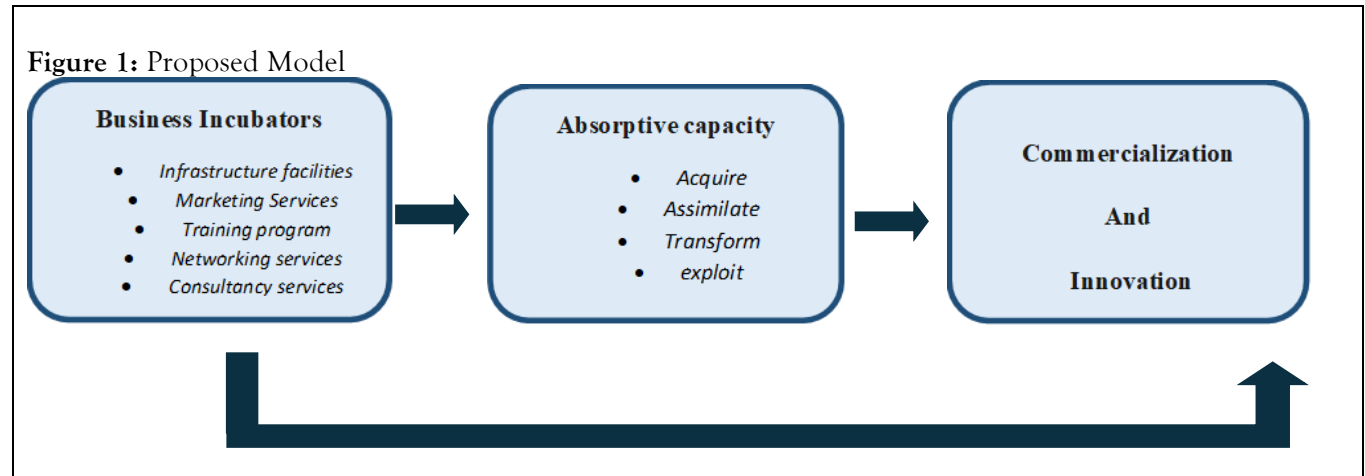 Figure 1: Proposed Model
Business Incubators
• Infrastructure facilities
• Marketing Services
• Training program
• Networking services
• Consultancy services
Absorptive capacity
• Acquire
• Assimilate
• Transform
• exploit
Commercialization
And
Innovation